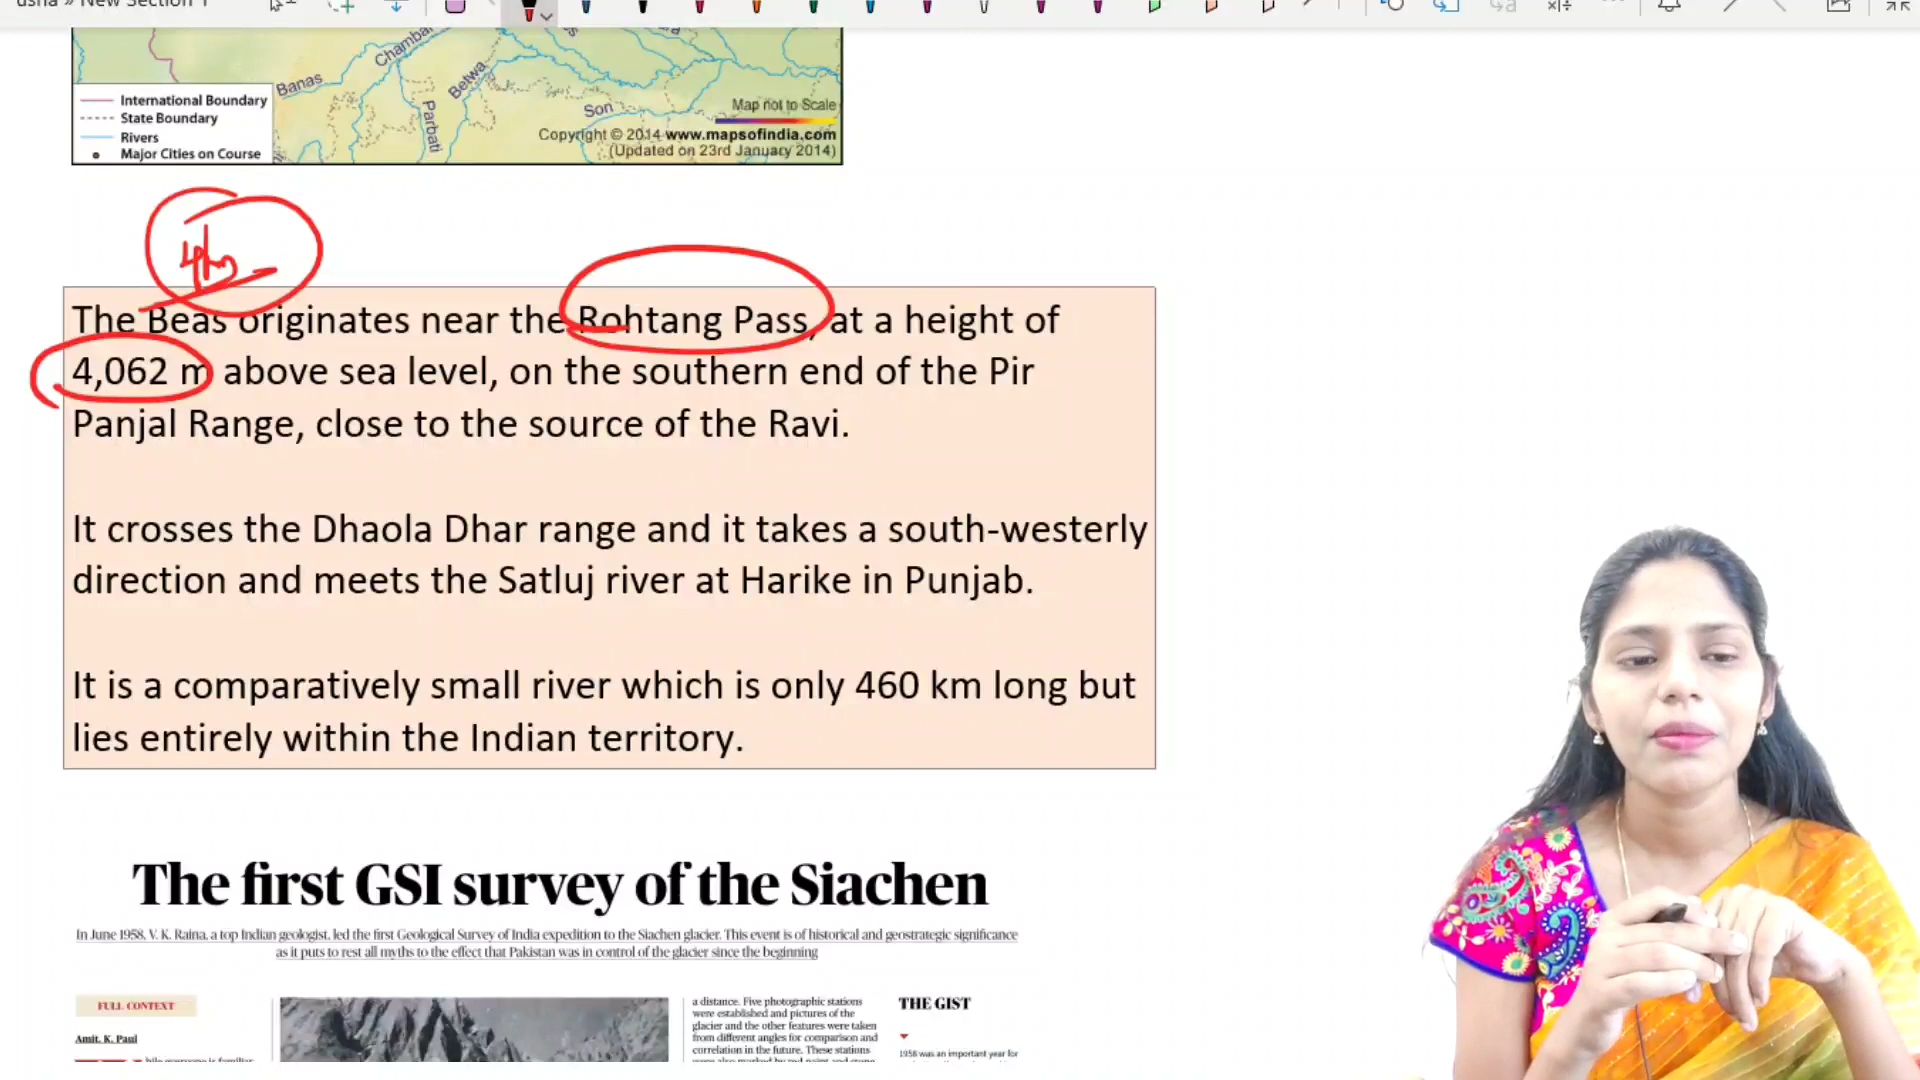 usha » New Section 1
Chambal
Banas
Betwa
Parbati
Son
International Boundary
State Boundary
Rivers
Major Cities on Course
Map not to Scale
Copyright © 2014 www.mapsofindia.com
(Updated on 23rd January 2014)
The Beas originates near the Rohtang Pass, at a height of
4,062 m above sea level, on the southern end of the Pir
Panjal Range, close to the source of the Ravi.
It crosses the Dhaola Dhar range and it takes a south-westerly
direction and meets the Satluj river at Harike in Punjab.
It is a comparatively small river which is only 460 km long but
lies entirely within the Indian territory.
The first GSI survey of the Siachen
In June 1958, V. K. Raina, a top Indian geologist, led the first Geological Survey of India expedition to the Siachen glacier. This event is of historical and geostrategic significance
as it puts to rest all myths to the effect that Pakistan was in control of the glacier since the beginning
FULL CONTEXT
Amit. K. Paul
a distance. Five photographic stations
were established and pictures of the
glacier and the other features were taken
from different angles for comparison and
correlation in the future. These stations
THE GIST
1958 was an important year for